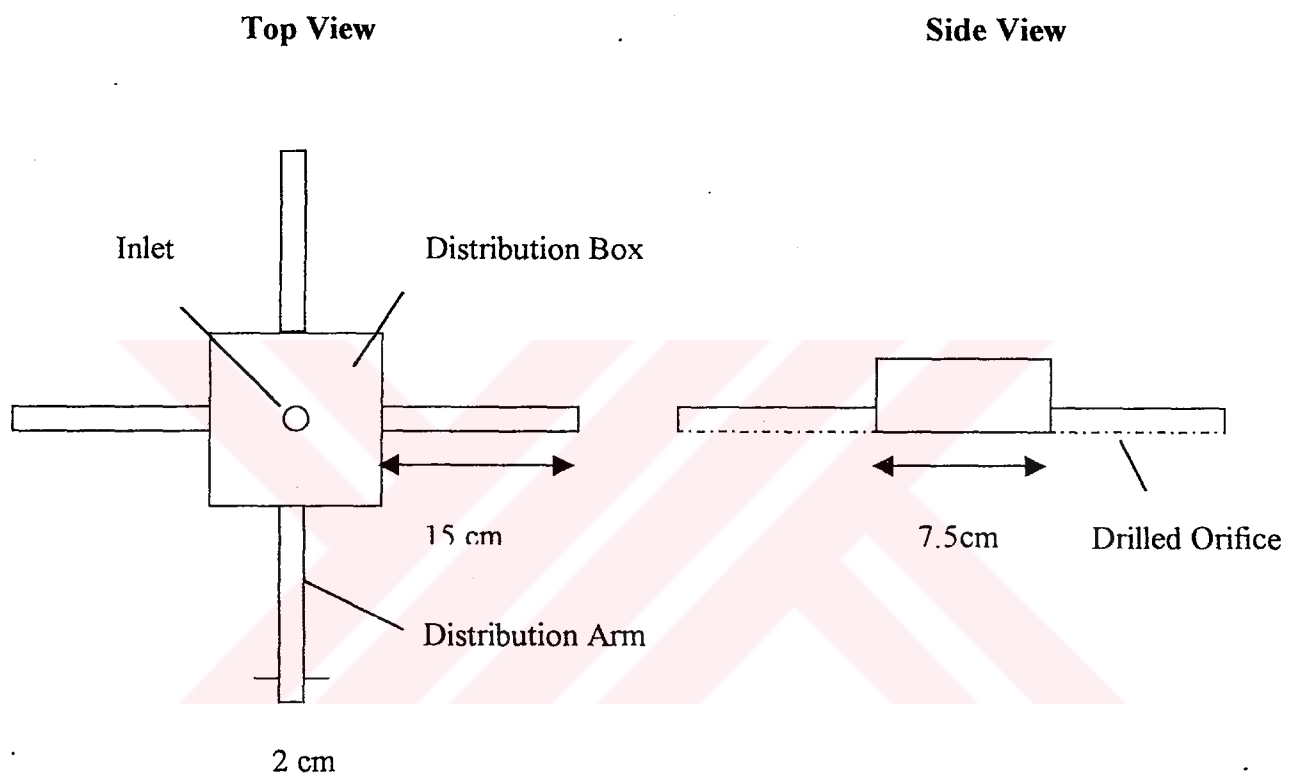 Top View
Side View
Inlet
Distribution Box
15 cm
7.5cm
Drilled Orifice
Distribution Arm
2 cm